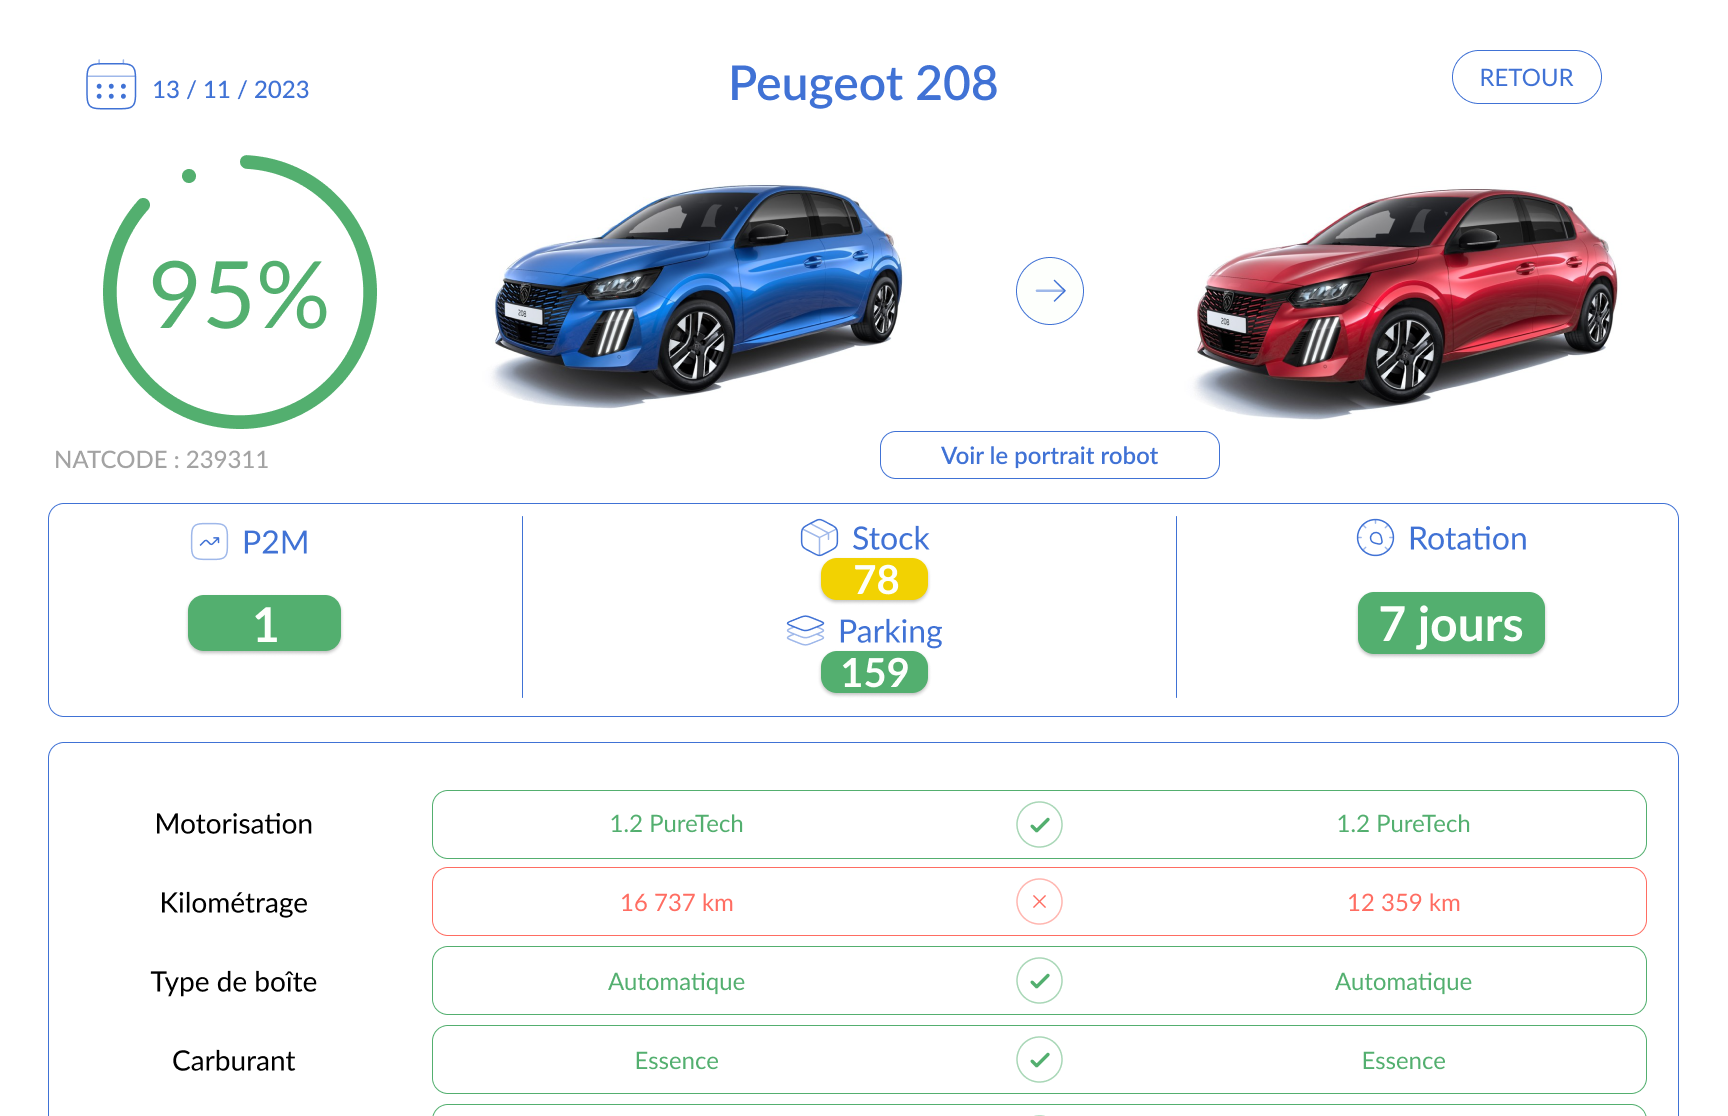 13 / 11 / 2023
Peugeot 208
RETOUR
95%
208
208
NATCODE : 239311
Voir le portrait robot
P2M
1
Stock
78
Parking
159
Rotation
7 jours
Motorisation
1.2 PureTech
1.2 PureTech
Kilométrage
16 737 km
12 359 km
Type de boîte
Automatique
Automatique
Carburant
Essence
Essence